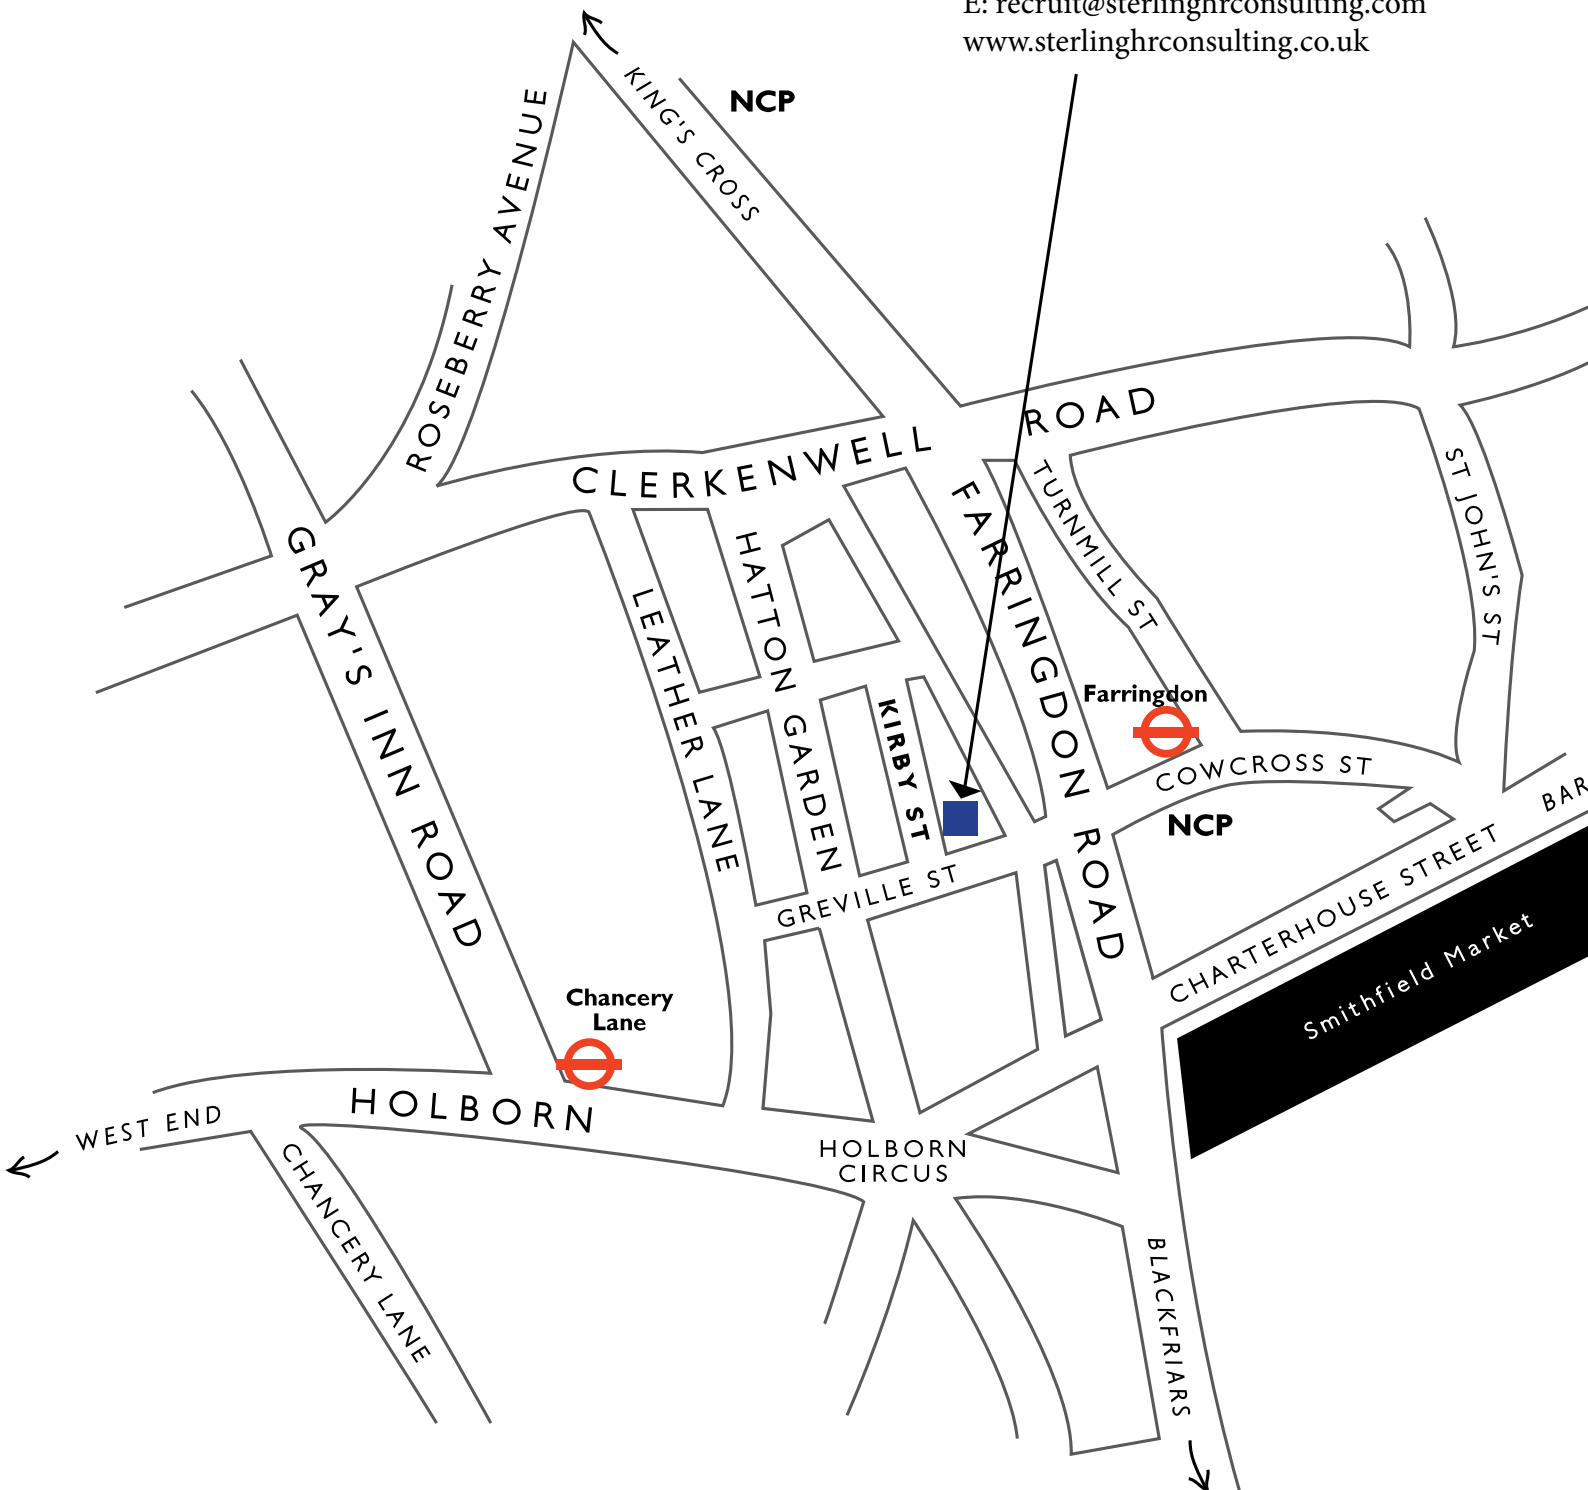 E: recruit@sterlinghrconsulting.com
www.sterlinghrconsulting.co.uk
KING'S CROSS
NCP
ROSEBERRY AVENUE
CLERKENWELL ROAD
GRAY'S INN ROAD
LEATHER LANE
HATTON GARDEN
KIRBY ST
FARRINGDON ROAD
TURNMILL ST
ST JOHN'S ST
Farringdon
COWCROSS ST
NCP
GREVILLE ST
CHARTERHOUSE STREET
BAR
Smithfield Market
Chancery
Lane
HOLBORN
WEST END
HOLBORN
CIRCUS
CHANCERY LANE
BLACKFRIARS